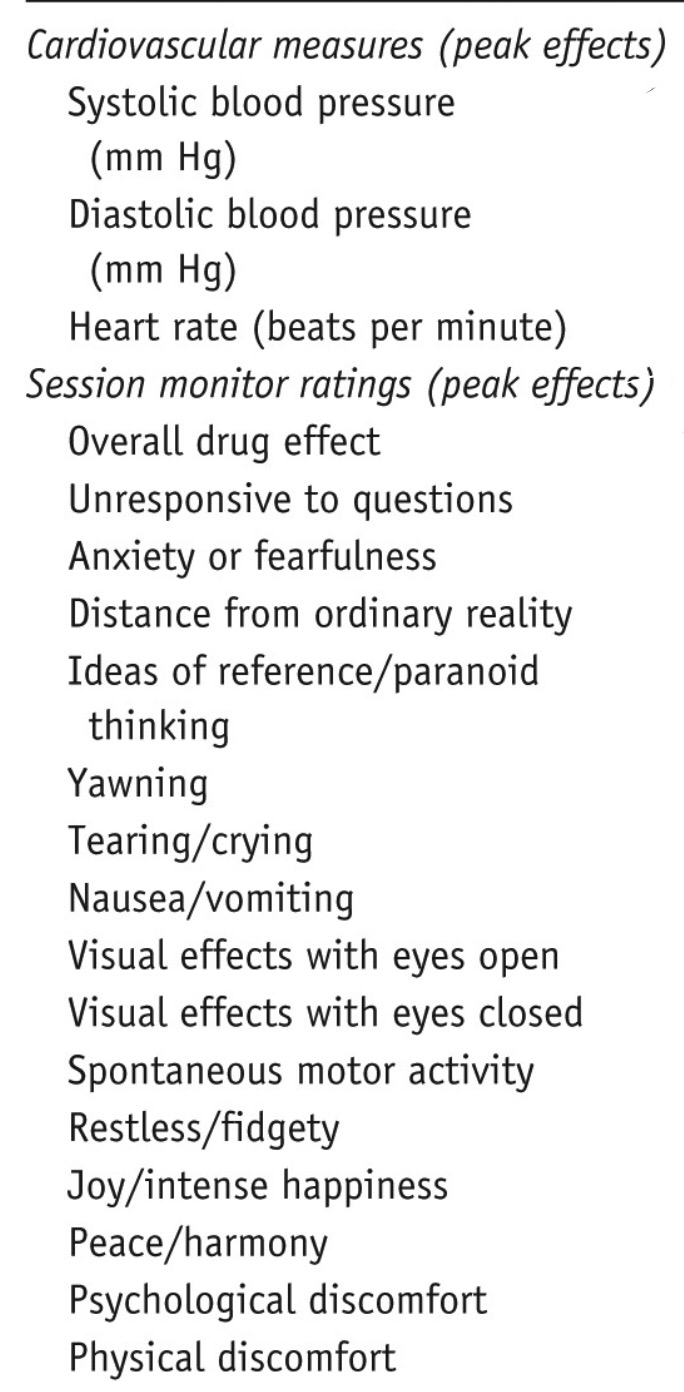 Cardiovascular measures (peak effects)
Systolic blood pressure
(mm Hg)
Diastolic blood pressure
(mm Hg)
Heart rate (beats per minute)
Session monitor ratings (peak effects)
Overall drug effect
Unresponsive to questions
Anxiety or fearfulness
Distance from ordinary reality
Ideas of reference/paranoid
thinking
Yawning
Tearing/crying
Nausea/vomiting
Visual effects with eyes open
Visual effects with eyes closed
Spontaneous motor activity
Restless/fidgety
Joy/intense happiness
Peace/harmony
Psychological discomfort
Physical discomfort